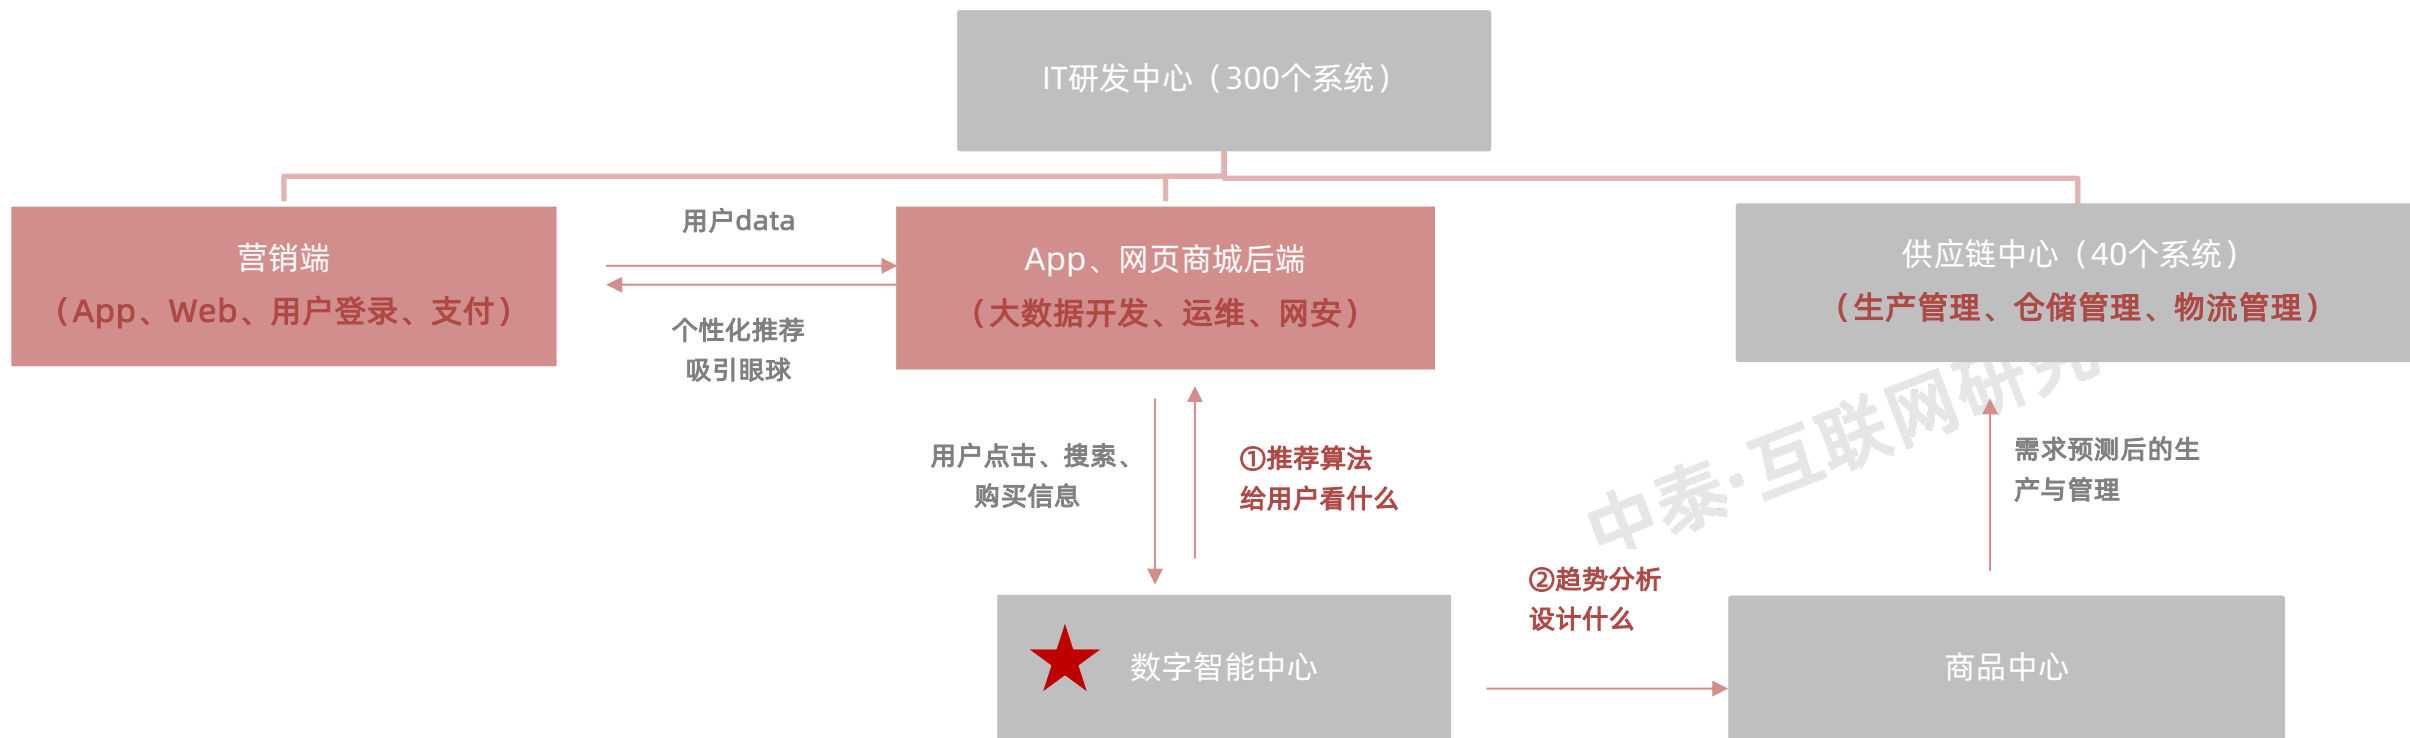 IT研发中心（300个系统）
营销端
（App、Web、用户登录、支付）
用户data
个性化推荐
吸引眼球
App、网页商城后端
（大数据开发、运维、网安）
供应链中心（40个系统）
（生产管理、仓储管理、物流管理）
用户点击、搜索、
购买信息
①推荐算法
给用户看什么
中泰·互联网研究
需求预测后的生
产与管理
②趋势分析
设计什么
数字智能中心
商品中心